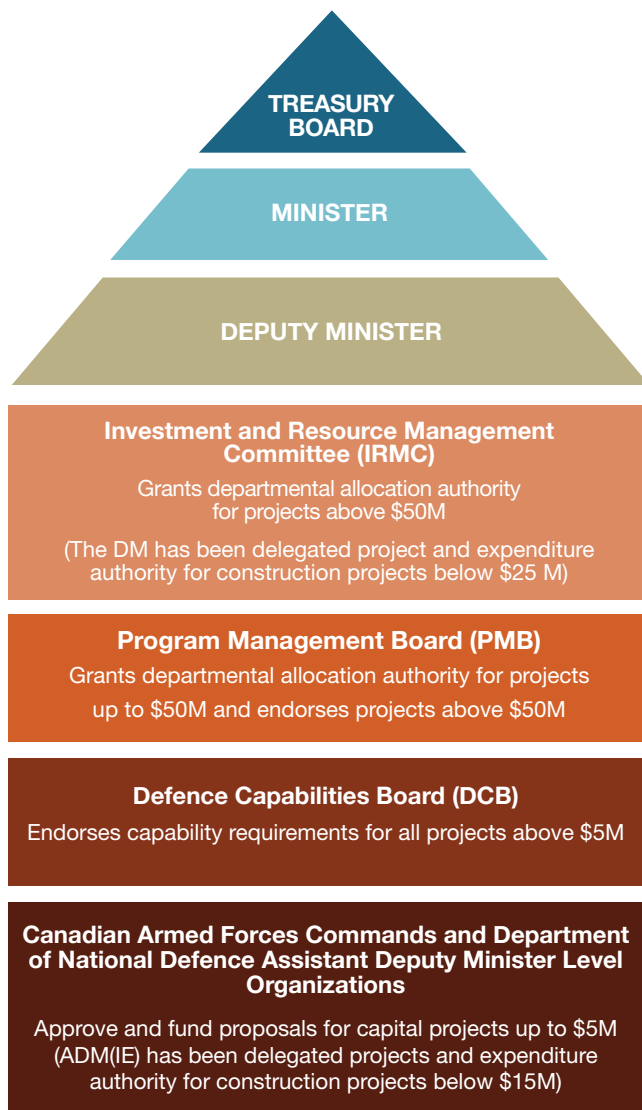 TREASURY
BOARD
MINISTER
DEPUTY MINISTER
Investment and Resource Management
Committee (IRMC)
Grants departmental allocation authority
for projects above $50M
(The DM has been delegated project and expenditure
authority for construction projects below $25 M)
Program Management Board (PMB)
Grants departmental allocation authority for projects
up to $50M and endorses projects above $50M
Defence Capabilities Board (DCB)
Endorses capability requirements for all projects above $5M
Canadian Armed Forces Commands and Department
of National Defence Assistant Deputy Minister Level
Organizations
Approve and fund proposals for capital projects up to $5M
(ADM(IE) has been delegated projects and expenditure
authority for construction projects below $15M)